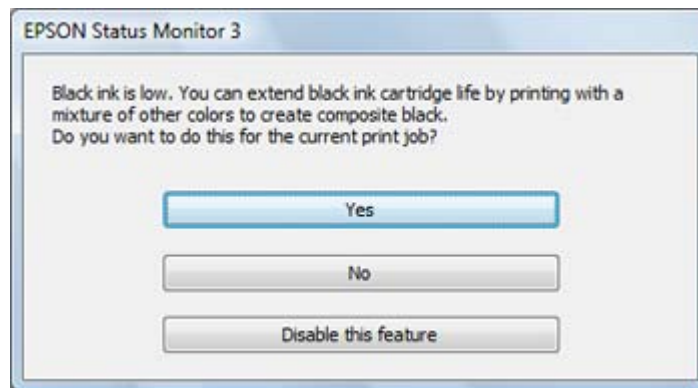 EPSON Status Monitor 3
Black ink is low. You can extend black ink cartridge life by printing with a
mixture of other colors to create composite black.
Do you want to do this for the current print job?
Yes
No
Disable this feature